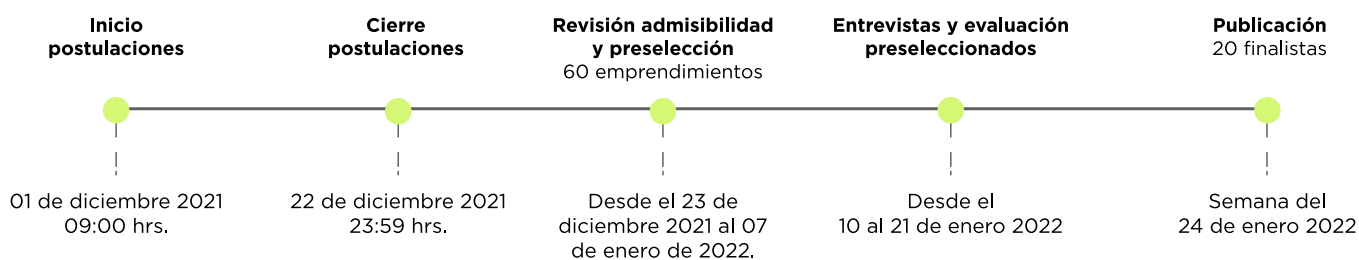 Inicio
postulaciones
Cierre
postulaciones
Revisión admisibilidad
y preselección
60 emprendimientos
Entrevistas y evaluación
preseleccionados
Publicación
20 finalistas
01 de diciembre 2021
09:00 hrs.
22 de diciembre 2021
23:59 hrs.
Desde el 23 de
diciembre 2021 al 07
de enero de 2022.
Desde el
10 al 21 de enero 2022
Semana del
24 de enero 2022